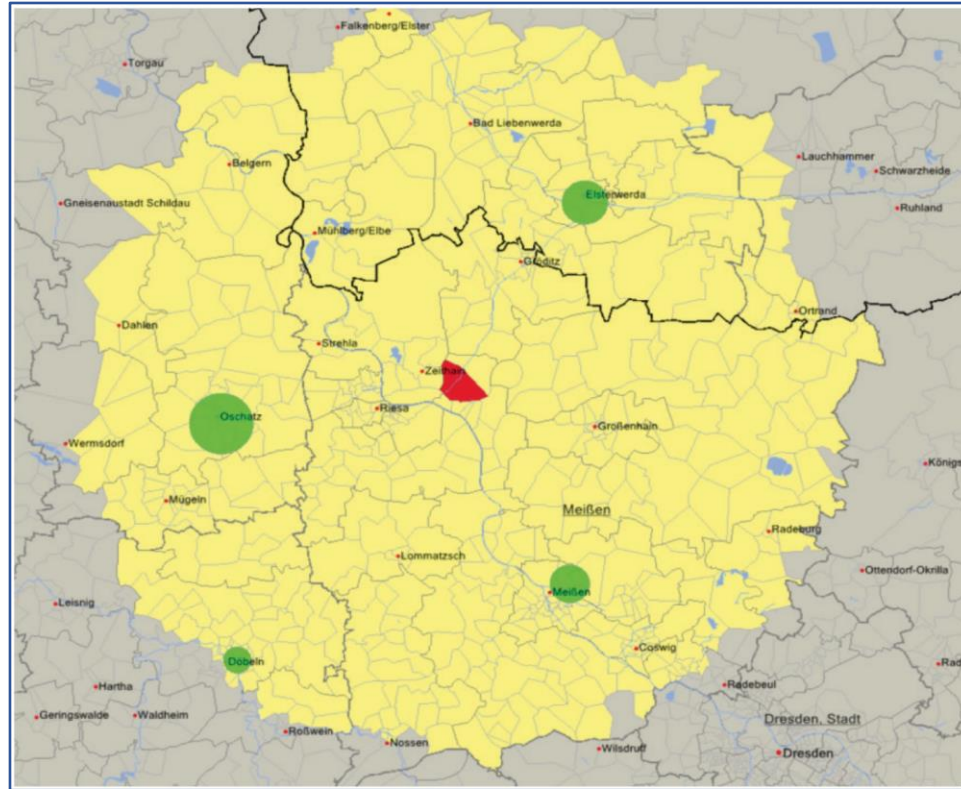 Falkenberg/Elster
Torgau
Bad Liebenwerda
Lauchhammer
Belgern
Schwarzheide
Elsterwerda
Gneisenaustadt Schildau
Ruhland
Mühlberg/Elbe
Gröditz
Ortrand
Dahlen
Strehla
Zeithain
Riesa
Oschatz
Großenhain
Wermsdorf
Königs
Mügeln
Meißen
Radeburg
Lommatzsch
Ottendorf-Okrilla
Meißen
Leisnig
Coswig
Döbeln
Rad
Hartha
Radebeul
Geringswalde
Waldheim
Dresden, Stadt
Roßwein
Nossen
Wilsdruff
Dresden